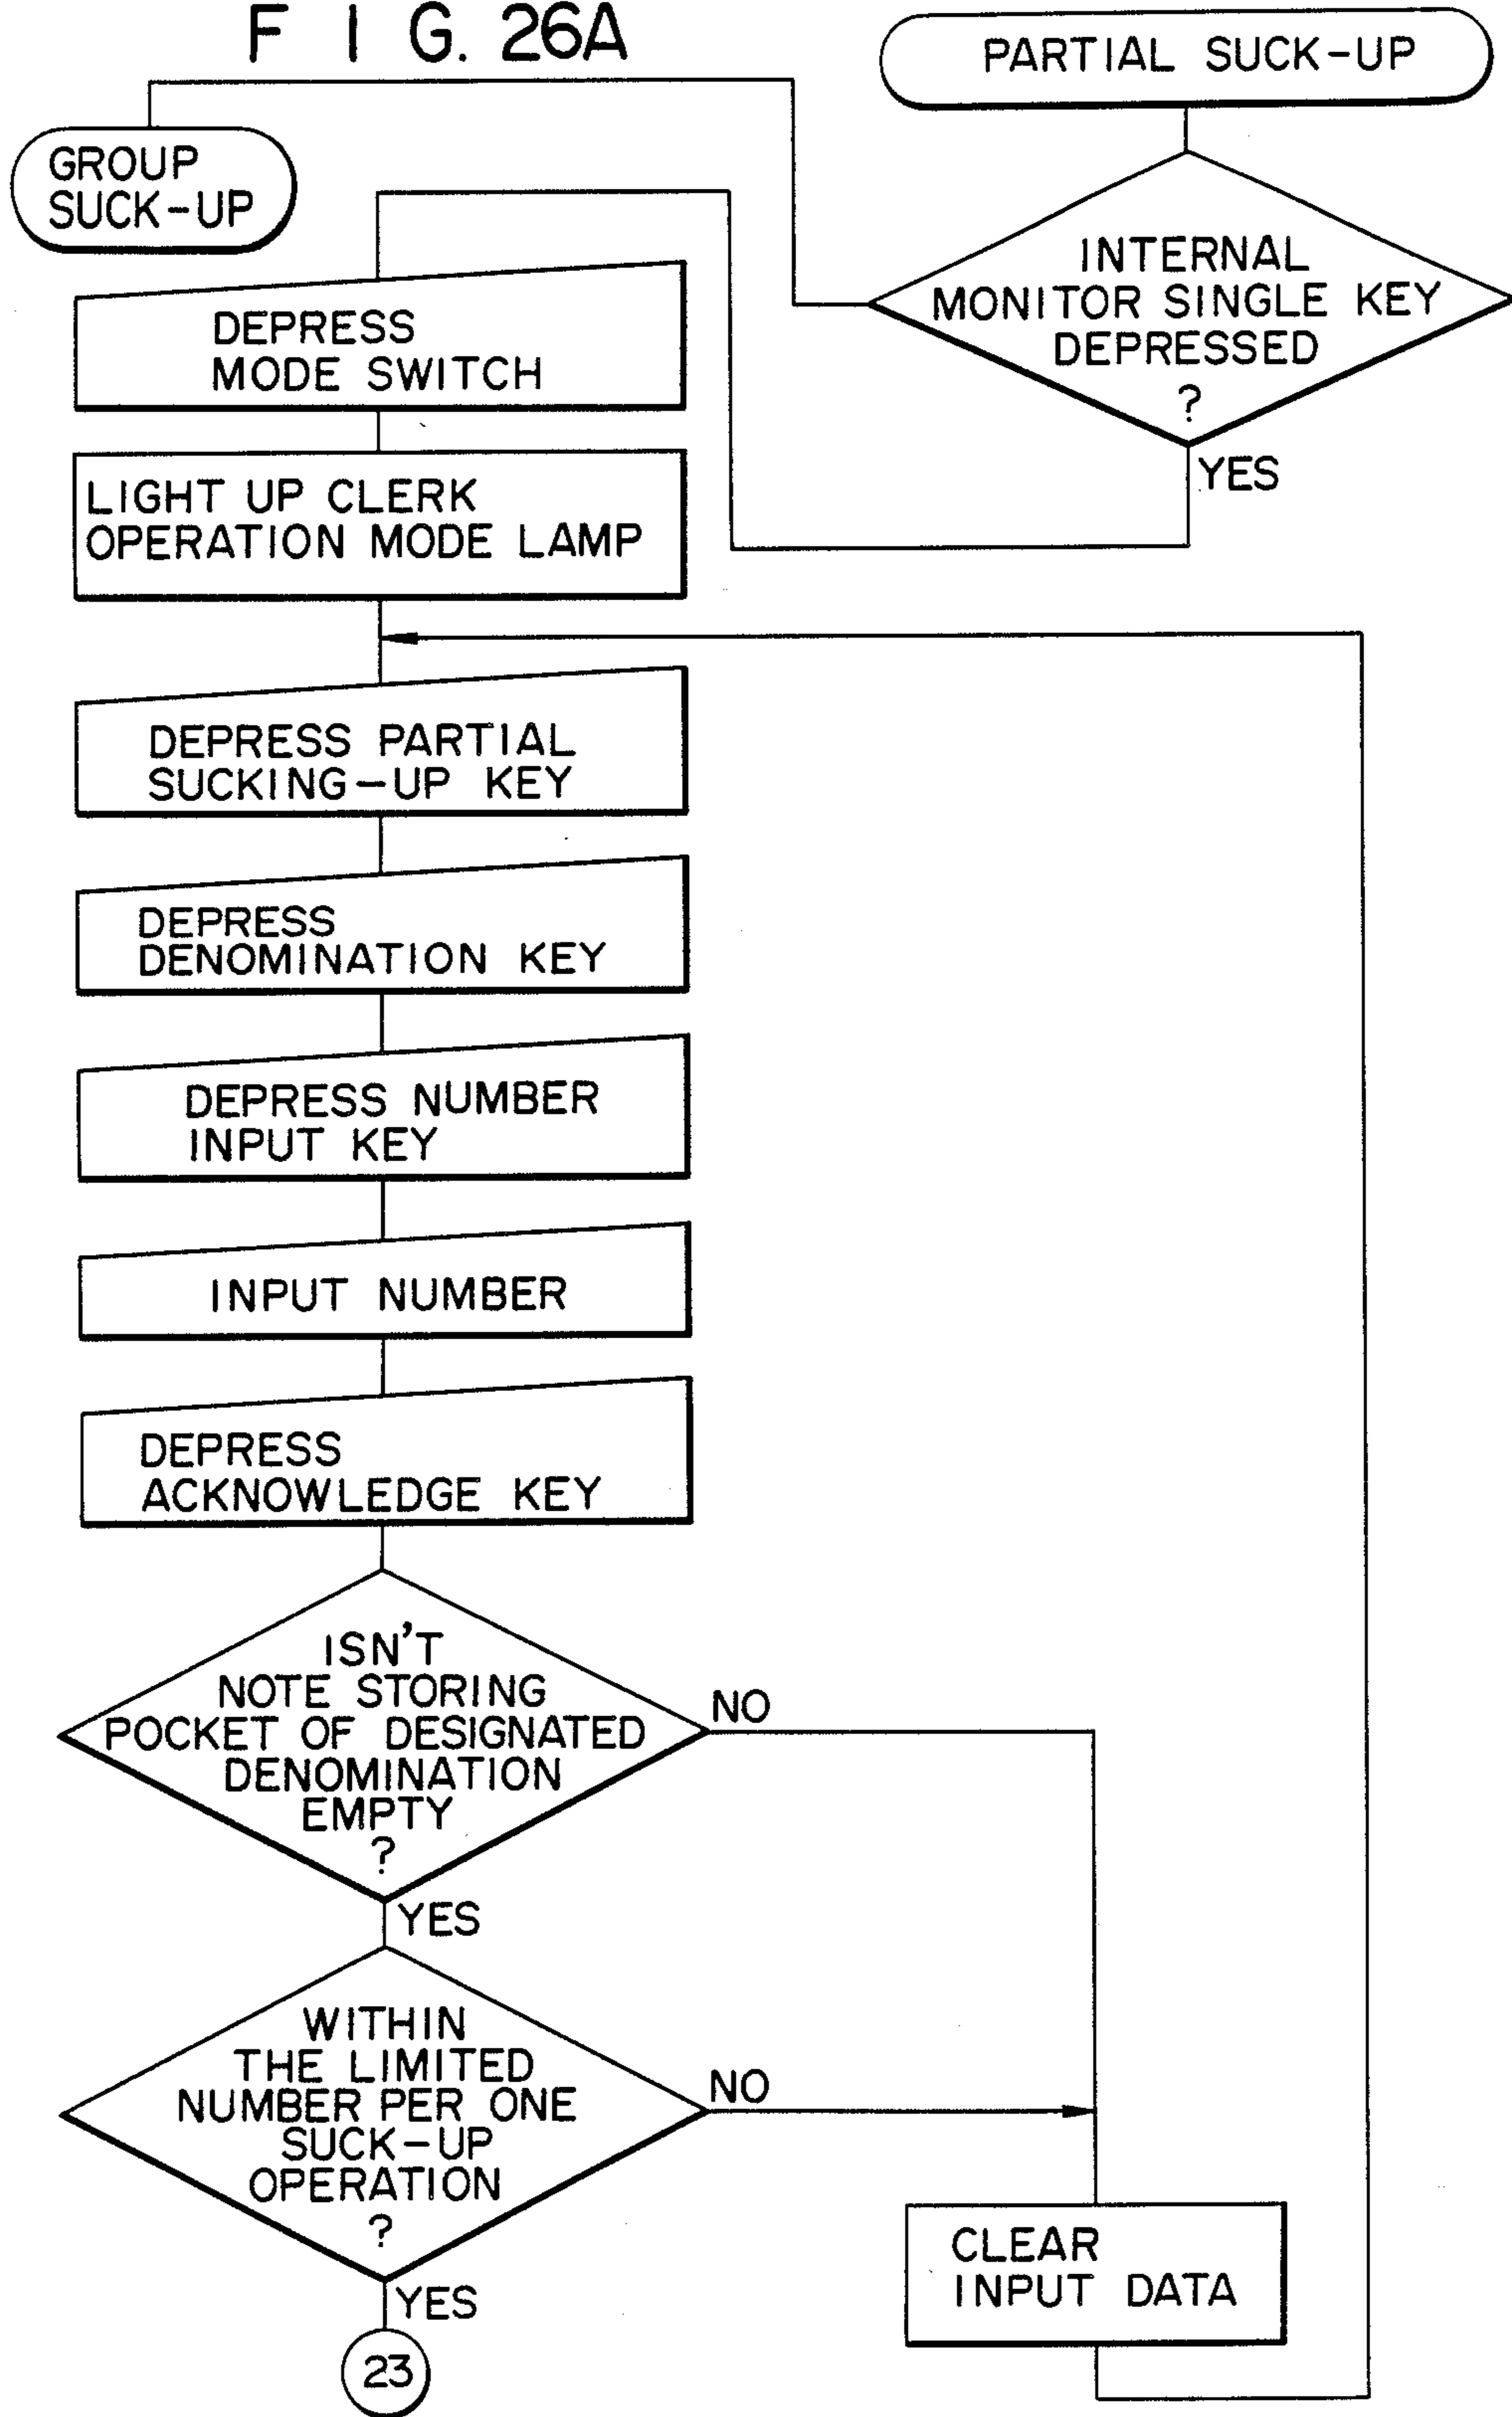 F I G. 26A
PARTIAL SUCK-UP
GROUP
SUCK-UP
INTERNAL
MONITOR SINGLE KEY
DEPRESSED
?
YES
DEPRESS
MODE SWITCH
LIGHT UP CLERK
OPERATION MODE LAMP
DEPRESS PARTIAL
SUCKING-UP KEY
DEPRESS
DENOMINATION KEY
DEPRESS NUMBER
INPUT KEY
INPUT NUMBER
DEPRESS
ACKNOWLEDGE KEY
ISN'T
NOTE STORING
POCKET OF DESIGNATED
DENOMINATION
EMPTY
?
NO
YES
WITHIN
THE LIMITED
NUMBER PER ONE
SUCK-UP
OPERATION
?
NO
YES
CLEAR
INPUT DATA
23